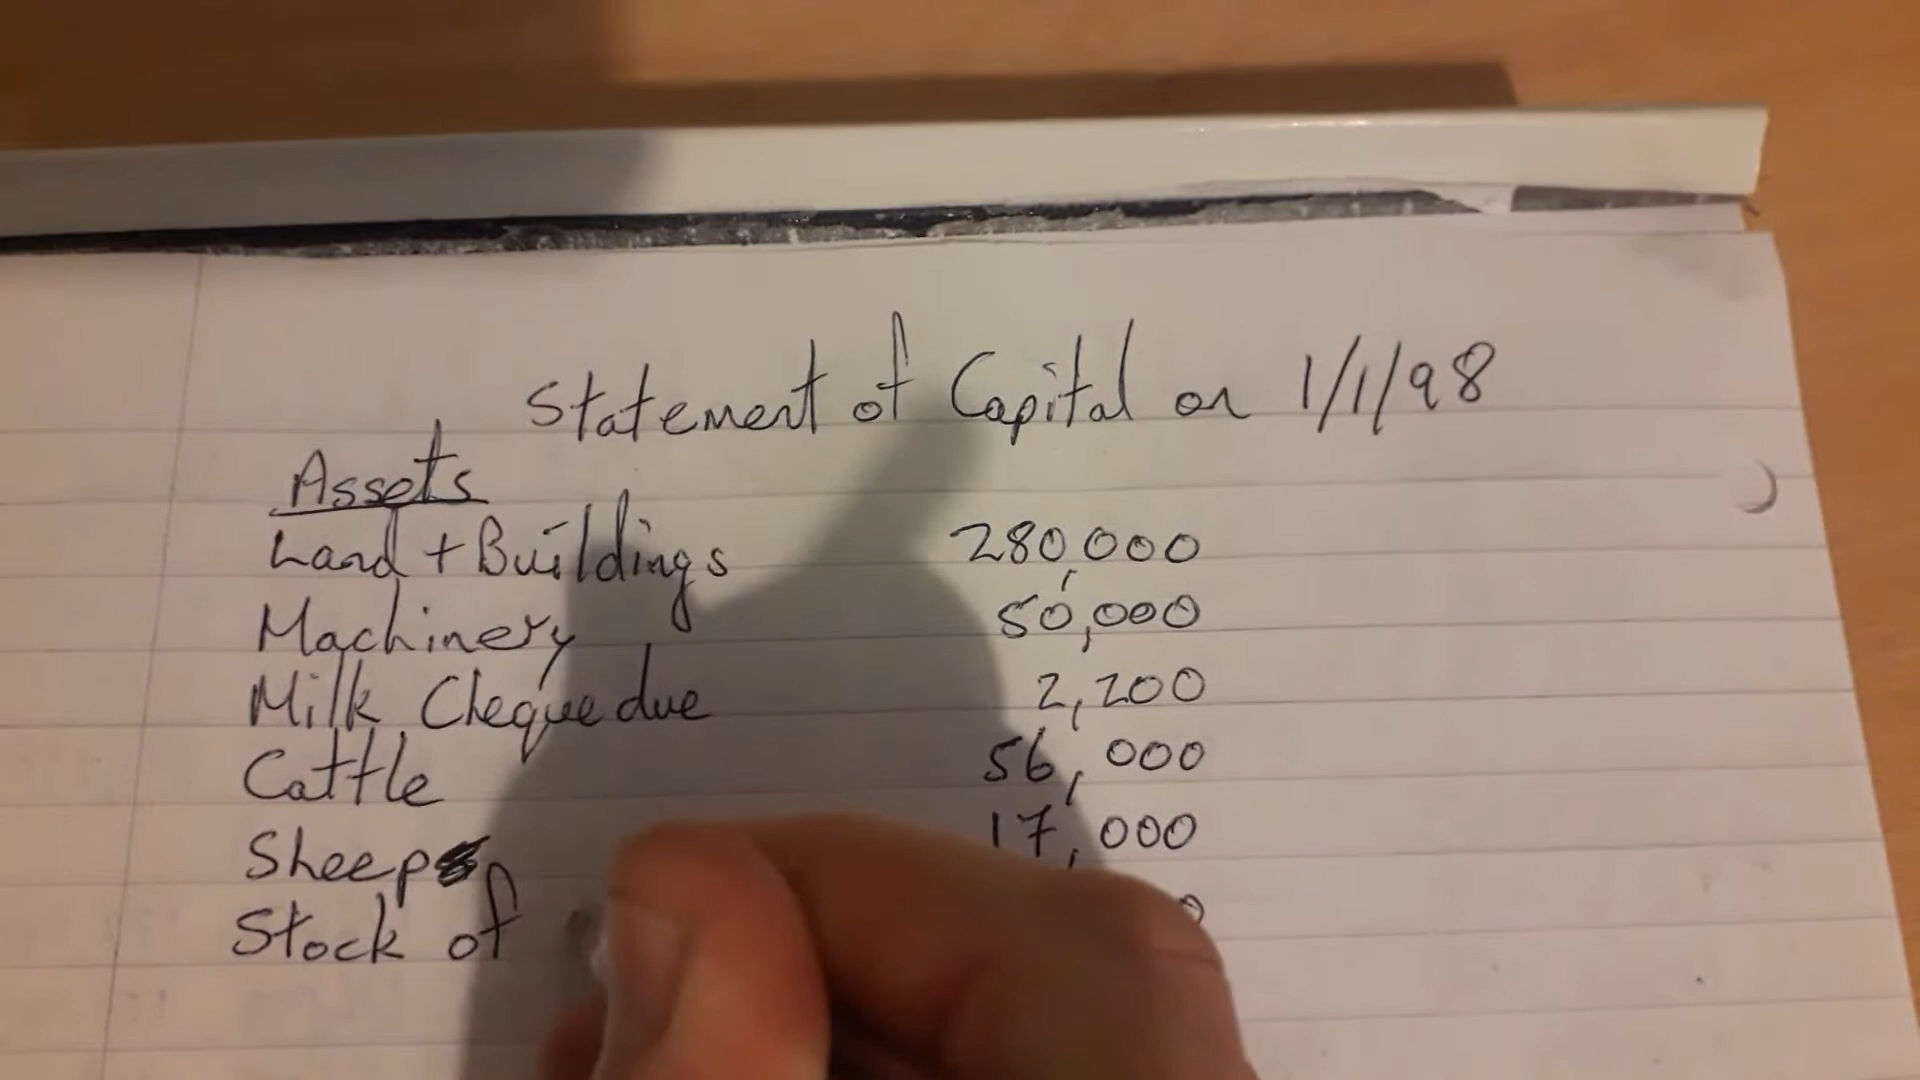 Statement of Capital on 1/1/98
Assets
Land + Buildings 280,000
Machinery 50,000
Milk Cheque due 2,200
Cattle 56,000
Sheep 17,000
Stock of